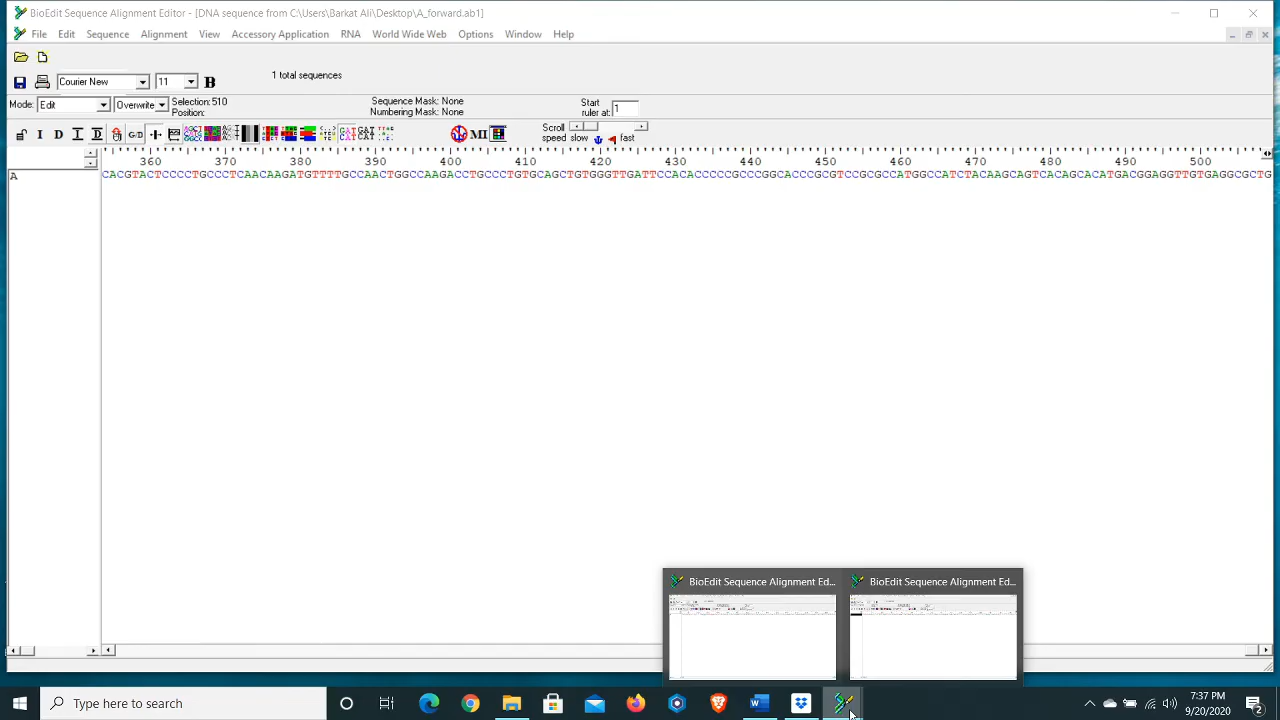 BioEdit Sequence Alignment Editor - [DNA sequence from C:\Users\Barkat Ali\Desktop\A_forward.ab1]
File Edit Sequence Alignment View Accessory Application RNA World Wide Web Options Window Help
Courier New 11 B 1 total sequences
Mode: Edit Overwrite Selection: 510 Position: Sequence Mask: None Numbering Mask: None Start ruler at: 1
I D I D G/D MI Scroll speed slow fast
360 370 380 390 400 410 420 430 440 450 460 470 480 490 500
A CACGTACTCCCCTGCCCTCAACAAGATGTTTTGCCAACTGGCCAAGACCTGCCCTGTGCAGCTGTGGGTTGATTCCACACCCCCGCCCGGCACCCGCGTCCGCGCCATGGCCATCTACAAGCAGTCACAGCACATGACGGAGGTTGTGAGGCGCTG
BioEdit Sequence Alignment Ed... BioEdit Sequence Alignment Ed...
Type here to search
7:37 PM
9/20/2020
2